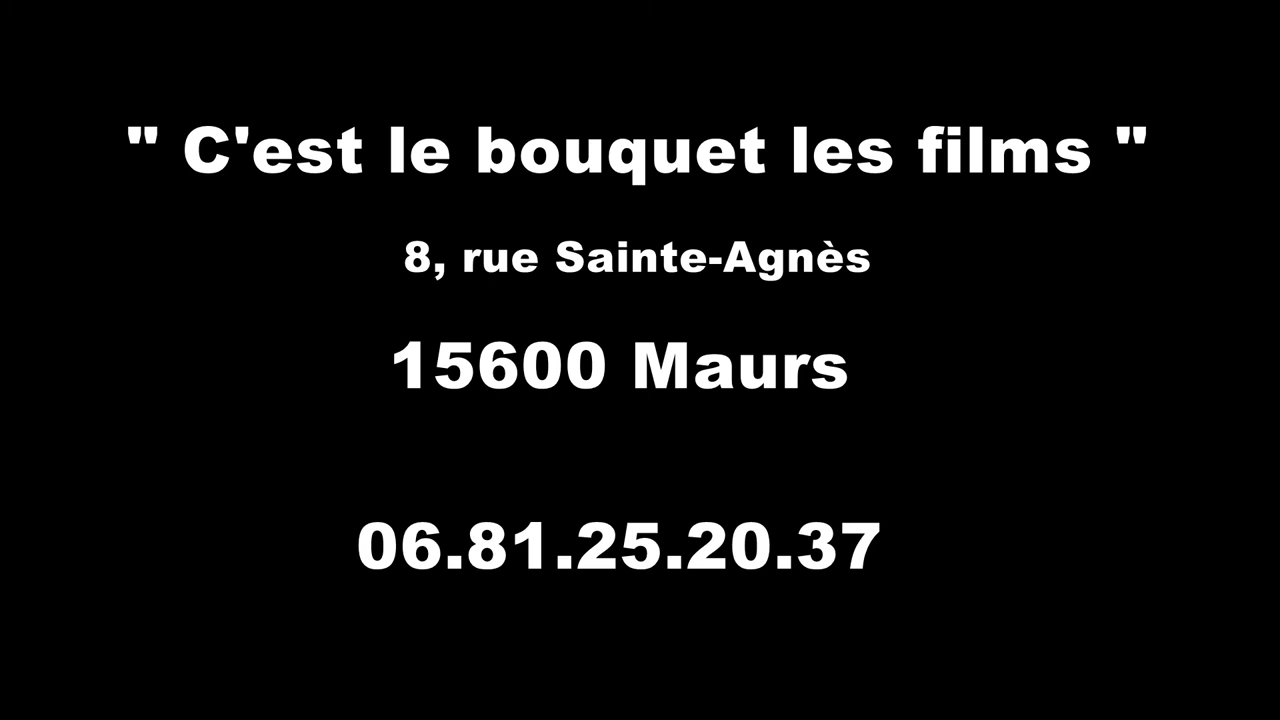 " C'est le bouquet les films "
8, rue Sainte-Agnès
15600 Maurs
06.81.25.20.37